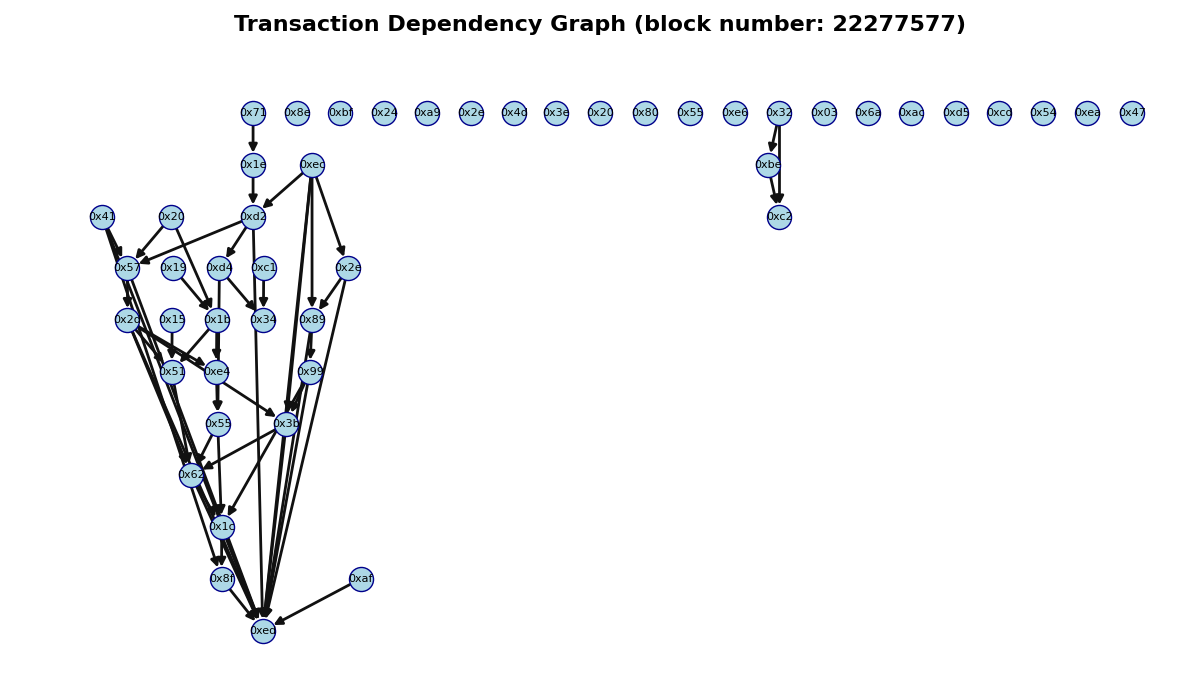 Transaction Dependency Graph (block number: 22277577)
0x71 0x8e 0xbf 0x24 0xa9 0x2e 0x4d 0x3e 0x20 0x80 0x55 0xe6 0x32 0x03 0x6a 0xac 0xd5 0xcd 0x54 0xea 0x47
0x1e 0xec 0xbe
0x41 0x20 0xd2 0xc2
0x57 0x19 0xd4 0xc1 0x2e
0x2d 0x15 0x1b 0x34 0x89
0x51 0xe4 0x99
0x55 0x3b
0x62
0x1c
0x8f 0xaf
0xed